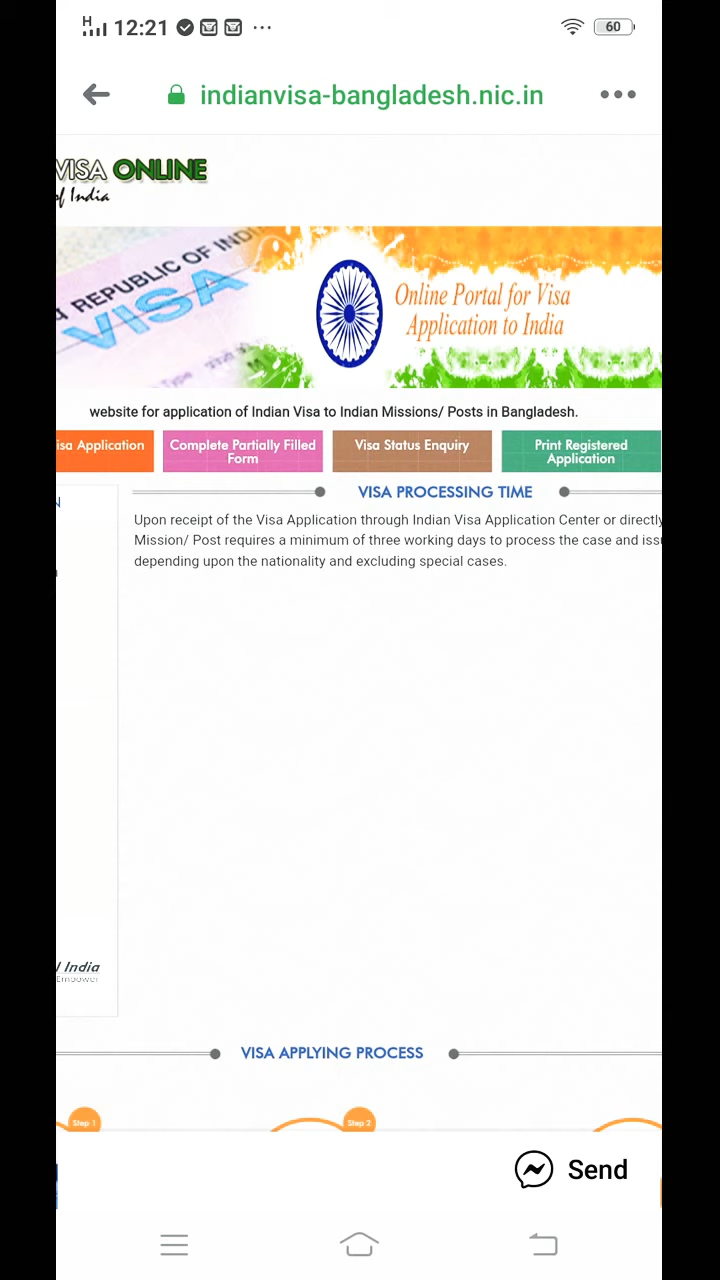 H
12:21
60
indianvisa-bangladesh.nic.in
VISA ONLINE
of India
REPUBLIC OF INDI
VISA
Online Portal for Visa
Application to India
website for application of Indian Visa to Indian Missions/ Posts in Bangladesh.
isa Application
Complete Partially Filled
Form
Visa Status Enquiry
Print Registered
Application
N
VISA PROCESSING TIME
Upon receipt of the Visa Application through Indian Visa Application Center or directly
Mission/ Post requires a minimum of three working days to process the case and issu
depending upon the nationality and excluding special cases.
l India
Empower
VISA APPLYING PROCESS
Step 1
Step 2
Send